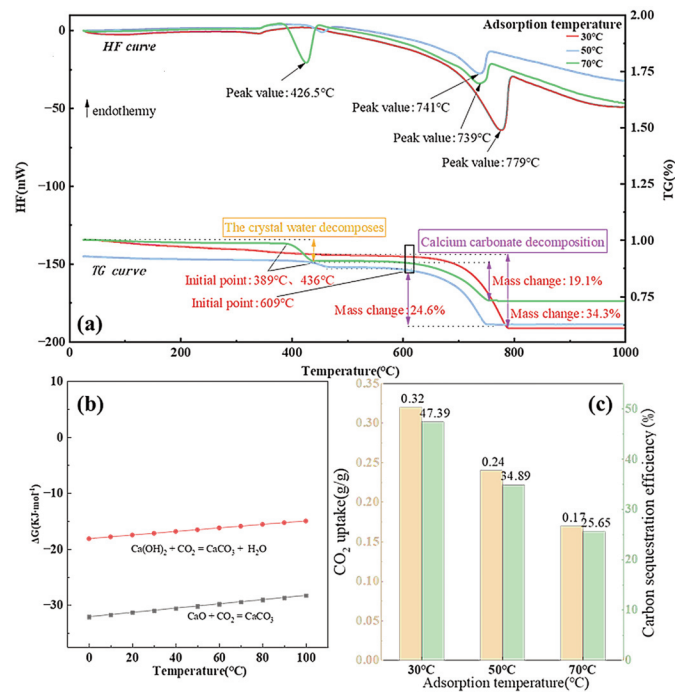 Adsorption temperature
30℃
50℃
70℃
HF curve
Peak value:426.5℃
Peak value:741℃
Peak value:739℃
Peak value:779℃
endothermy
HF(mW)
0
−50
−100
−150
−200
TG(%)
2.00
1.75
1.50
1.25
1.00
0.75
The crystal water decomposes
Calcium carbonate decomposition
TG curve
Initial point:389℃、436℃
Initial point:609℃
Mass change:24.6%
Mass change:19.1%
Mass change:34.3%
(a)
0 200 400 600 800 1000
Temperature(℃)
(b)
10
0
−10
−20
−30
ΔG(KJ·mol⁻¹)
Ca(OH)₂ + CO₂ = CaCO₃ + H₂O
CaO + CO₂ = CaCO₃
0 20 40 60 80 100
Temperature(℃)
(c)
0.35
0.30
0.25
0.20
0.15
0.10
0.05
0.00
CO₂ uptake(g/g)
0.32
47.39
0.24
34.89
0.17
25.65
50
40
30
20
10
0
Carbon sequestration efficiency(%)
30℃ 50℃ 70℃
Adsorption temperature(℃)